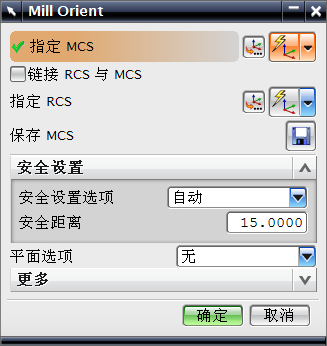 Mill Orient
指定 MCS
链接 RCS 与 MCS
指定 RCS
保存 MCS
安全设置
安全设置选项
自动
安全距离
15.0000
平面选项
无
更多
确定
取消